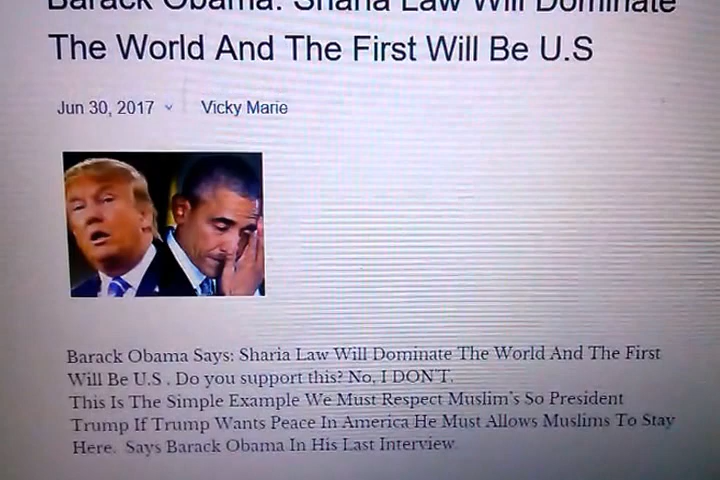 Barack Obama: Sharia Law Will Dominate
The World And The First Will Be U.S
Jun 30, 2017 Vicky Marie
Barack Obama Says: Sharia Law Will Dominate The World And The First
Will Be U.S . Do you support this? No, I DON'T.
This Is The Simple Example We Must Respect Muslim's So President
Trump If Trump Wants Peace In America He Must Allows Muslims To Stay
Here. Says Barack Obama In His Last Interview